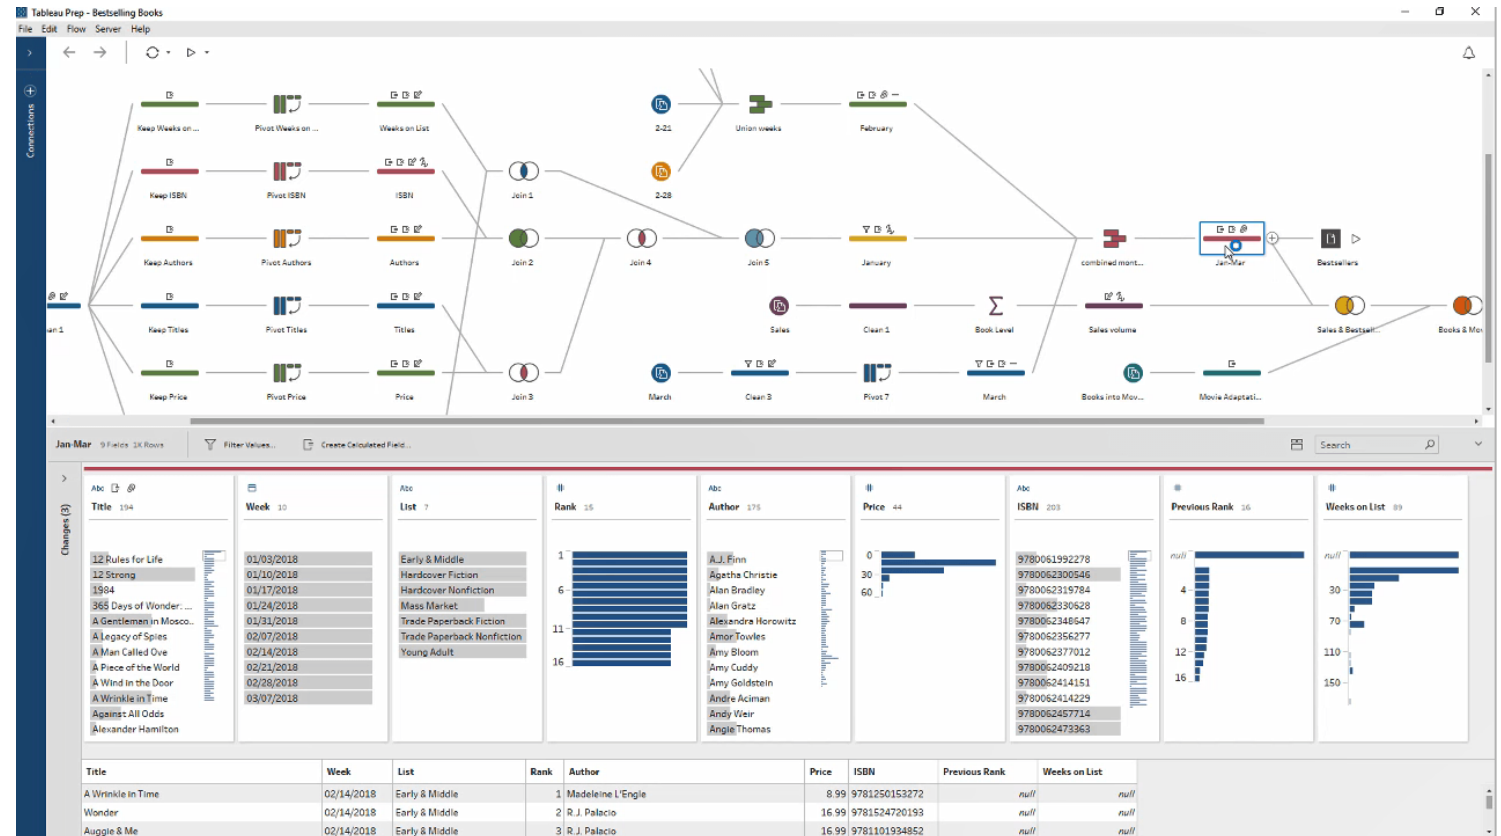 Tableau Prep - Bestselling Books
File Edit Flow Server Help
Connections
Keep Weeks on ... Pivot Weeks on ... Weeks on List 2-21 Union weeks February
Keep ISBN Pivot ISBN ISBN Join 1 2-28
Keep Authors Pivot Authors Authors Join 2 Join 4 Join 5 January combined mont... Jan-Mar Bestsellers
an 1 Keep Titles Pivot Titles Titles Sales Clean 1 Book Level Sales volume Sales & Bestsell... Books & Mo
Keep Price Pivot Price Price Join 3 March Clean 3 Pivot 7 March Books into Mov... Movie Adaptati...
Jan-Mar 9 Fields 1K Rows Filter Values... Create Calculated Field... Search
Changes (3)
Abc Abc Abc Abc
Title 194 Week 10 List 7 Rank 15 Author 175 Price 44 ISBN 203 Previous Rank 16 Weeks on List 89
12 Rules for Life
12 Strong
1984
365 Days of Wonder: ...
A Gentleman in Mosco..
A Legacy of Spies
A Man Called Ove
A Piece of the World
A Wind in the Door
A Wrinkle in Time
Against All Odds
Alexander Hamilton
01/03/2018
01/10/2018
01/17/2018
01/24/2018
01/31/2018
02/07/2018
02/14/2018
02/21/2018
02/28/2018
03/07/2018
Early & Middle
Hardcover Fiction
Hardcover Nonfiction
Mass Market
Trade Paperback Fiction
Trade Paperback Nonfiction
Young Adult
1
6
11
16
A.J. Finn
Agatha Christie
Alan Bradley
Alan Gratz
Alexandra Horowitz
Amor Towles
Amy Bloom
Amy Cuddy
Amy Goldstein
Andre Aciman
Andy Weir
Angie Thomas
0
30
60
9780061992278
9780062300546
9780062319784
9780062330628
9780062348647
9780062356277
9780062377012
9780062409218
9780062414151
9780062414229
9780062457714
9780062473363
null
4
8
12
16
null
30
70
110
150
Title Week List Rank Author Price ISBN Previous Rank Weeks on List
A Wrinkle in Time 02/14/2018 Early & Middle 1 Madeleine L'Engle 8.99 9781250153272 null null
Wonder 02/14/2018 Early & Middle 2 R.J. Palacio 16.99 9781524720193 null null
Auggie & Me 02/14/2018 Early & Middle 3 R.J. Palacio 16.99 9781101934852 null null